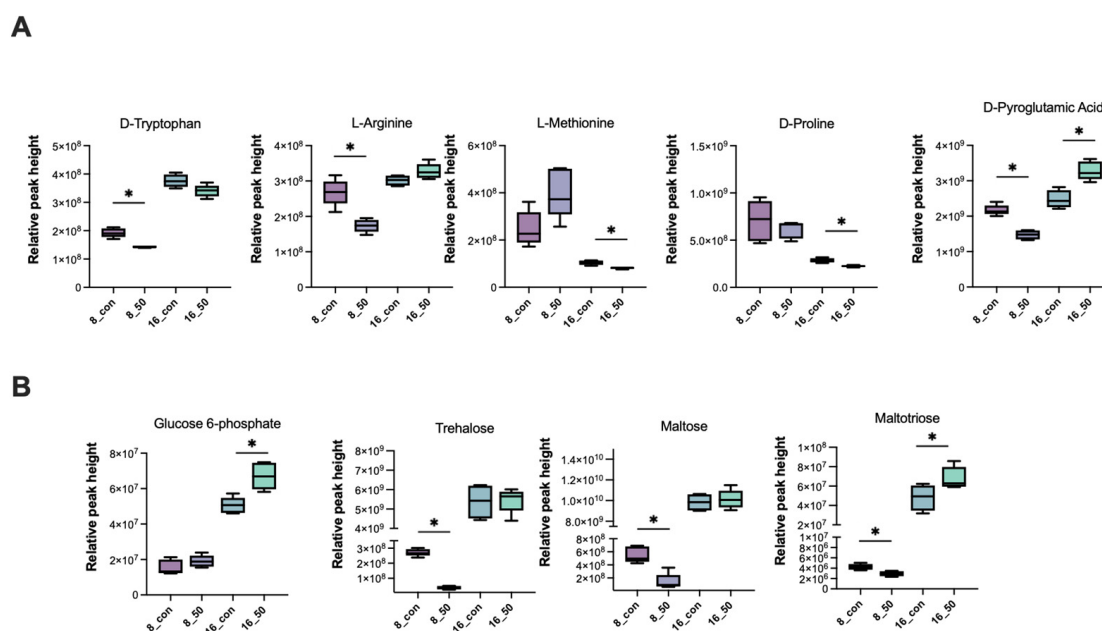 A
D-Tryptophan
Relative peak height
5×10⁸
4×10⁸
3×10⁸
2×10⁸
1×10⁸
0
*
8_con
8_50
16_con
16_50
L-Arginine
Relative peak height
4×10⁸
3×10⁸
2×10⁸
1×10⁸
0
*
8_con
8_50
16_con
16_50
L-Methionine
Relative peak height
6×10⁸
4×10⁸
2×10⁸
0
*
8_con
8_50
16_con
16_50
D-Proline
Relative peak height
1.5×10⁹
1.0×10⁹
5.0×10⁸
0
*
8_con
8_50
16_con
16_50
D-Pyroglutamic Acid
Relative peak height
4×10⁹
3×10⁹
2×10⁹
1×10⁹
0
*
*
8_con
8_50
16_con
16_50
B
Glucose 6-phosphate
Relative peak height
8×10⁷
6×10⁷
4×10⁷
2×10⁷
0
*
8_con
8_50
16_con
16_50
Trehalose
Relative peak height
8×10⁹
7×10⁹
6×10⁹
5×10⁹
4×10⁹
3×10⁸
2×10⁸
1×10⁸
*
8_con
8_50
16_con
16_50
Maltose
Relative peak height
1.4×10¹⁰
1.2×10¹⁰
1.0×10¹⁰
8.0×10⁹
8×10⁸
6×10⁸
4×10⁸
2×10⁸
*
8_con
8_50
16_con
16_50
Maltotriose
Relative peak height
1×10⁸
8×10⁷
7×10⁷
6×10⁷
5×10⁷
4×10⁷
2×10⁷
1×10⁷
8×10⁶
6×10⁶
4×10⁶
2×10⁶
0
*
*
8_con
8_50
16_con
16_50